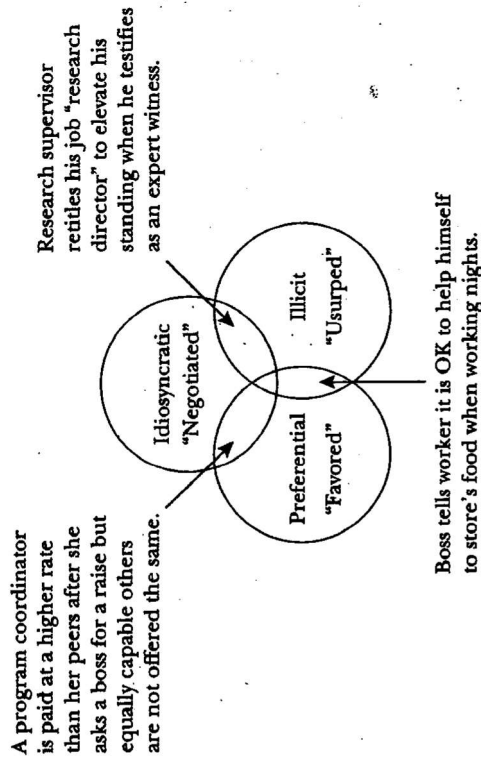 A program coordinator
is paid at a higher rate
than her peers after she
asks a boss for a raise but
equally capable others
are not offered the same.
Research supervisor
retitles his job “research
director” to elevate his
standing when he testifies
as an expert witness.
Idiosyncratic
“Negotiated”
Preferential
“Favored”
Illicit
“Usurped”
Boss tells worker it is OK to help himself
to store’s food when working nights.